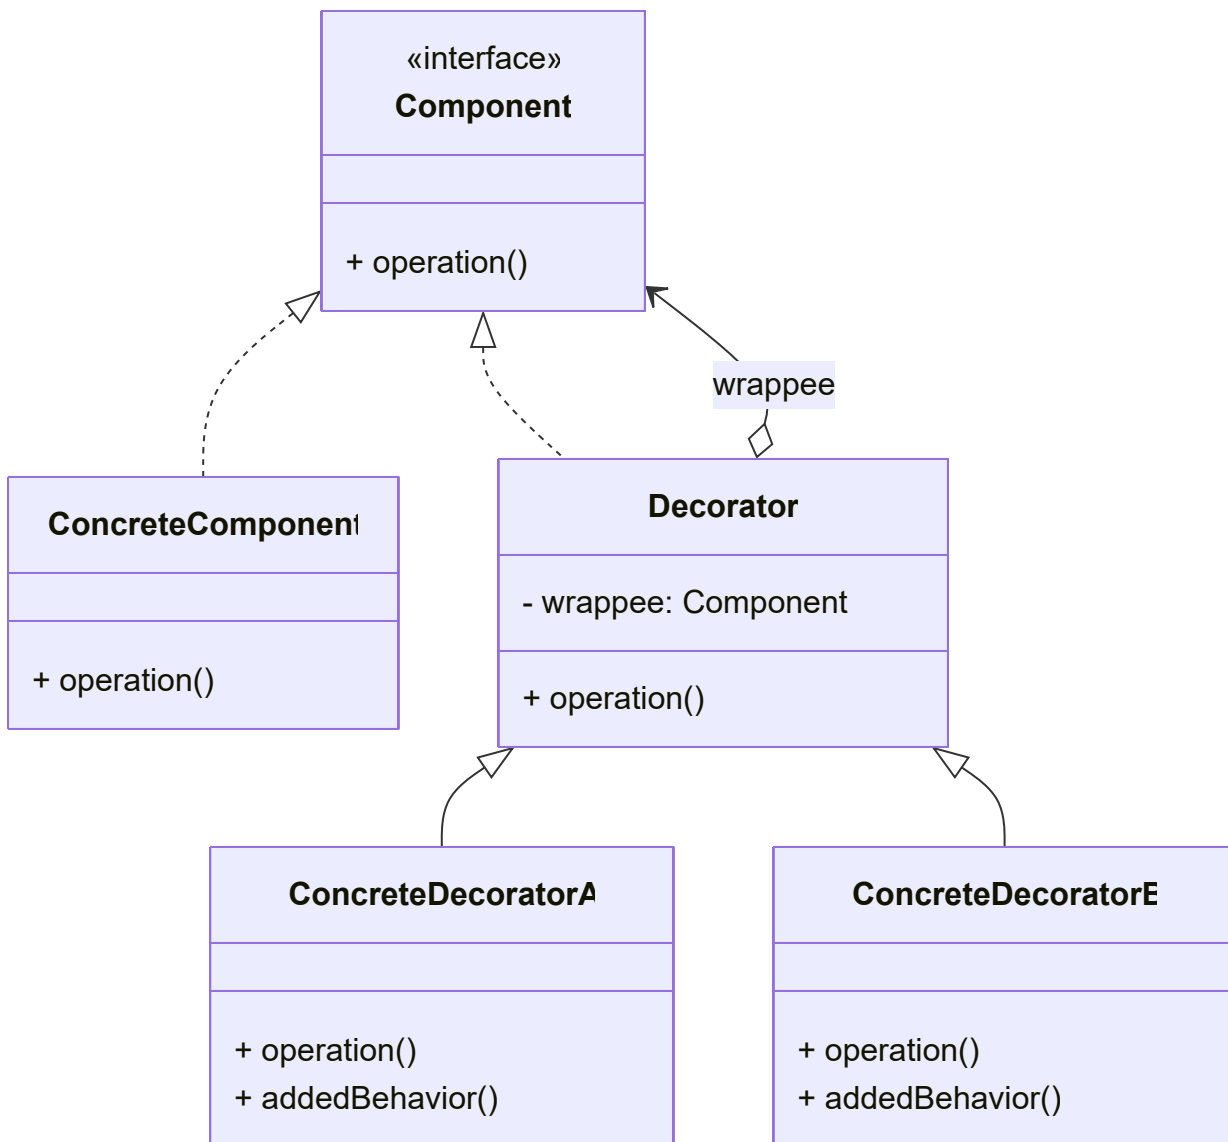 «interface»
Component
+ operation()
wrappee
ConcreteComponent
+ operation()
Decorator
- wrappee: Component
+ operation()
ConcreteDecoratorA
+ operation()
+ addedBehavior()
ConcreteDecoratorB
+ operation()
+ addedBehavior()